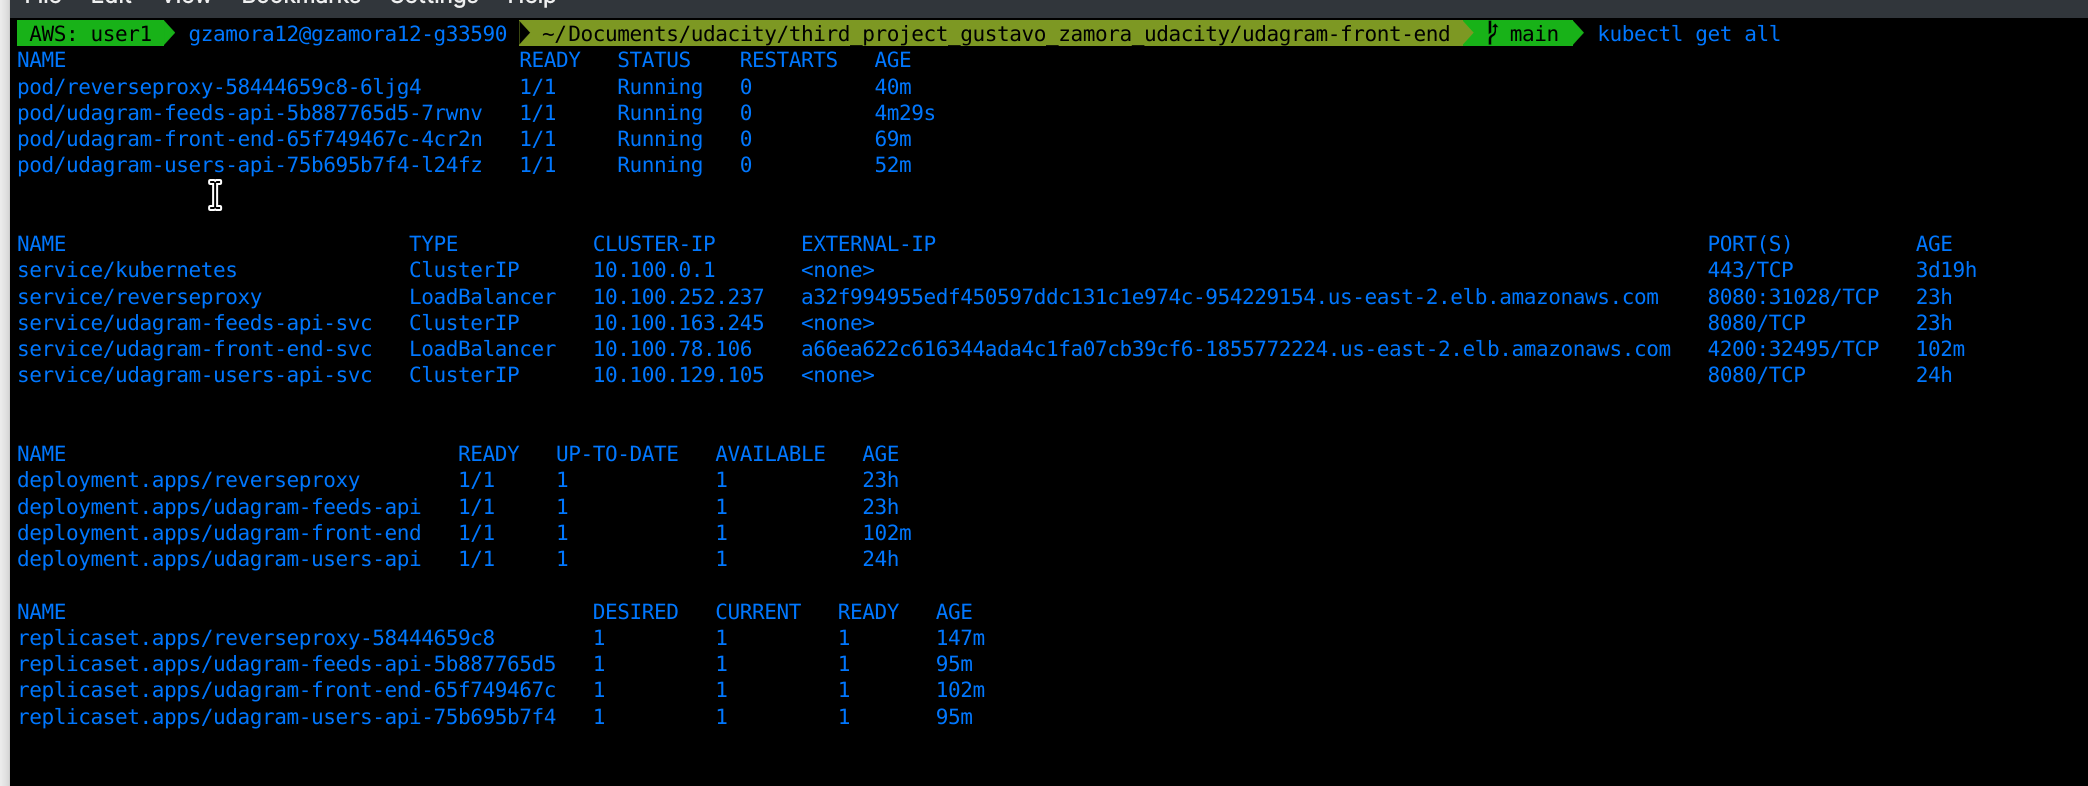 File Edit View Bookmarks Settings Help
AWS: user1 gzamora12@gzamora12-g33590 ~/Documents/udacity/third_project_gustavo_zamora_udacity/udagram-front-end main kubectl get all
NAME READY STATUS RESTARTS AGE
pod/reverseproxy-58444659c8-6ljg4 1/1 Running 0 40m
pod/udagram-feeds-api-5b887765d5-7rwnv 1/1 Running 0 4m29s
pod/udagram-front-end-65f749467c-4cr2n 1/1 Running 0 69m
pod/udagram-users-api-75b695b7f4-l24fz 1/1 Running 0 52m
NAME TYPE CLUSTER-IP EXTERNAL-IP PORT(S) AGE
service/kubernetes ClusterIP 10.100.0.1 <none> 443/TCP 3d19h
service/reverseproxy LoadBalancer 10.100.252.237 a32f994955edf450597ddc131c1e974c-954229154.us-east-2.elb.amazonaws.com 8080:31028/TCP 23h
service/udagram-feeds-api-svc ClusterIP 10.100.163.245 <none> 8080/TCP 23h
service/udagram-front-end-svc LoadBalancer 10.100.78.106 a66ea622c616344ada4c1fa07cb39cf6-1855772224.us-east-2.elb.amazonaws.com 4200:32495/TCP 102m
service/udagram-users-api-svc ClusterIP 10.100.129.105 <none> 8080/TCP 24h
NAME READY UP-TO-DATE AVAILABLE AGE
deployment.apps/reverseproxy 1/1 1 1 23h
deployment.apps/udagram-feeds-api 1/1 1 1 23h
deployment.apps/udagram-front-end 1/1 1 1 102m
deployment.apps/udagram-users-api 1/1 1 1 24h
NAME DESIRED CURRENT READY AGE
replicaset.apps/reverseproxy-58444659c8 1 1 1 147m
replicaset.apps/udagram-feeds-api-5b887765d5 1 1 1 95m
replicaset.apps/udagram-front-end-65f749467c 1 1 1 102m
replicaset.apps/udagram-users-api-75b695b7f4 1 1 1 95m